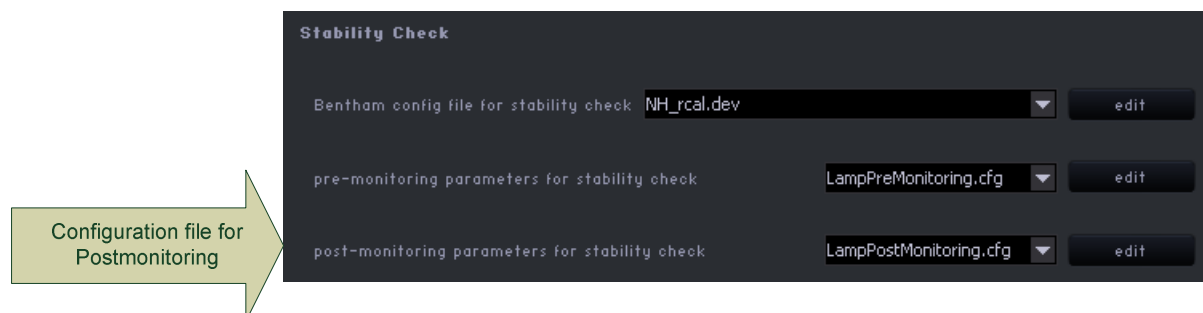 Stability Check
Bentham config file for stability check NH_rcal.dev edit
pre-monitoring parameters for stability check LampPreMonitoring.cfg edit
Configuration file for
Postmonitoring
post-monitoring parameters for stability check LampPostMonitoring.cfg edit